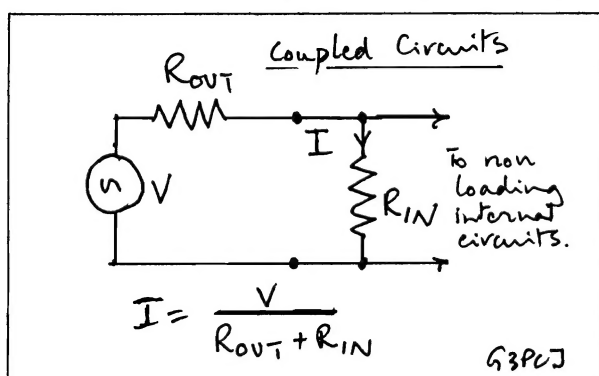 Coupled Circuits
ROUT
I
V
RIN
To non
loading
internal
circuits.
I = V / ROUT + RIN
G3PCJ